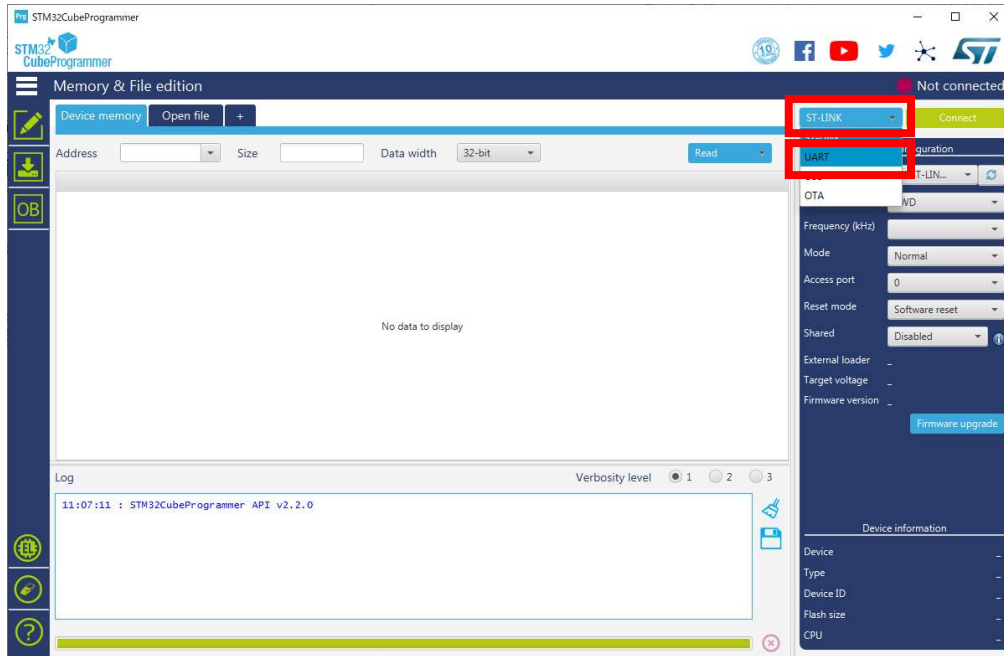 Prg STM32CubeProgrammer
STM32
CubeProgrammer
19
Memory & File edition
Not connected
Device memory Open file +
ST-LINK Connect
Address Size Data width 32-bit Read
UART
OTA
Frequency (kHz)
Mode Normal
Access port 0
Reset mode Software reset
Shared Disabled
External loader -
Target voltage -
Firmware version -
Firmware upgrade
OB
No data to display
Log Verbosity level 1 2 3
11:07:11 : STM32CubeProgrammer API v2.2.0
Device information
Device -
Type -
Device ID -
Flash size -
CPU -